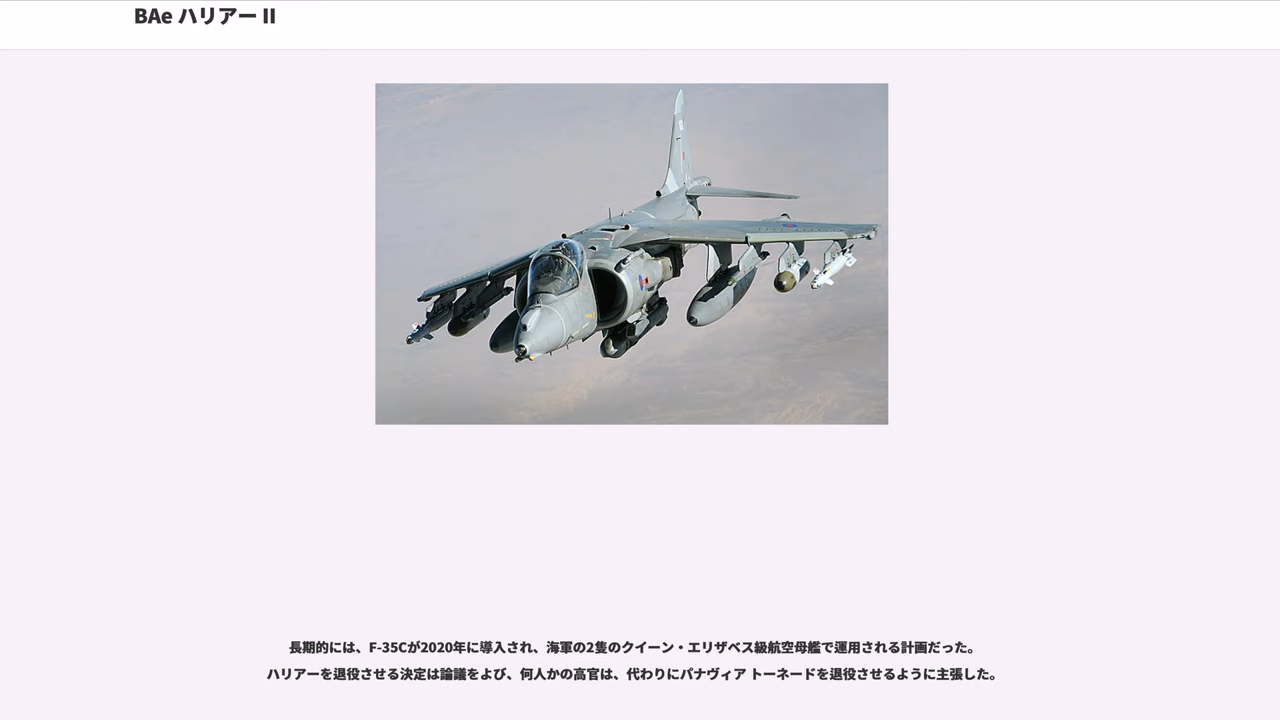 BAe ハリアー II
長期的には、F-35Cが2020年に導入され、海軍の2隻のクイーン・エリザベス級航空母艦で運用される計画だった。
ハリアーを退役させる決定は論議をよび、何人かの高官は、代わりにパナヴィア トーネードを退役させるように主張した。